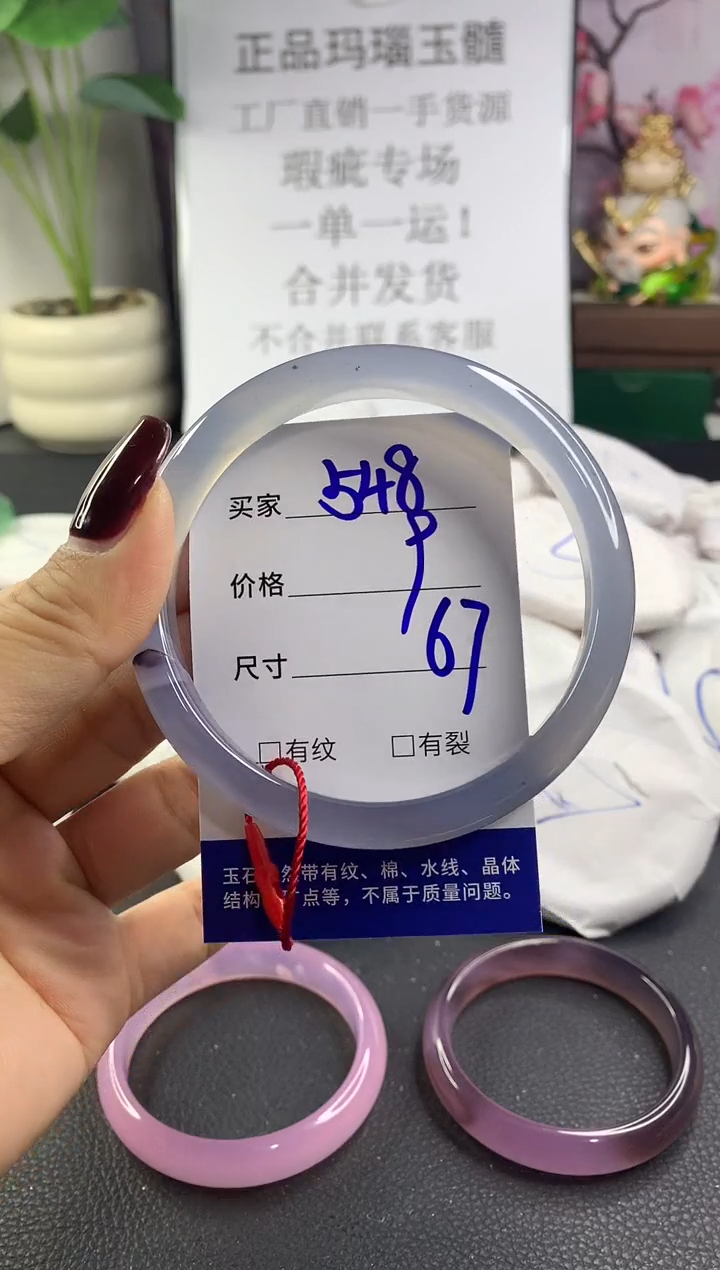 正品玛瑙玉髓
工厂直销一手货源
瑕疵专场
一单一运！
合并发货
不合并联系客服
买家 548
价格 9
尺寸 67
□有纹 □有裂
玉石 然带有纹、棉、水线、晶体
结构 点等，不属于质量问题。